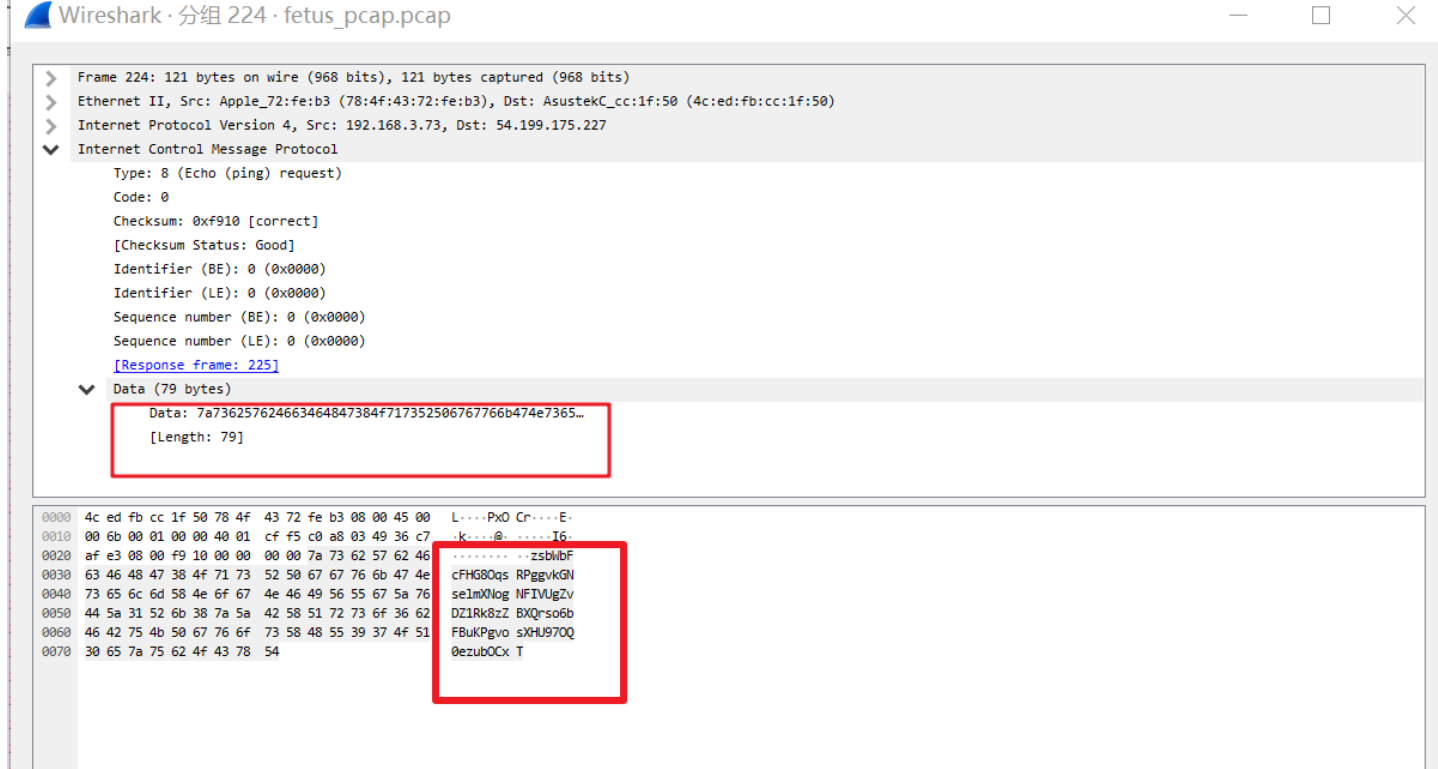 Wireshark · 分组 224 · fetus_pcap.pcap
Frame 224: 121 bytes on wire (968 bits), 121 bytes captured (968 bits)
Ethernet II, Src: Apple_72:fe:b3 (78:4f:43:72:fe:b3), Dst: AsustekC_cc:1f:50 (4c:ed:fb:cc:1f:50)
Internet Protocol Version 4, Src: 192.168.3.73, Dst: 54.199.175.227
Internet Control Message Protocol
Type: 8 (Echo (ping) request)
Code: 0
Checksum: 0xf910 [correct]
[Checksum Status: Good]
Identifier (BE): 0 (0x0000)
Identifier (LE): 0 (0x0000)
Sequence number (BE): 0 (0x0000)
Sequence number (LE): 0 (0x0000)
[Response frame: 225]
Data (79 bytes)
Data: 7a736257624663464847384f717352506767766b474e7365…
[Length: 79]
0000 4c ed fb cc 1f 50 78 4f 43 72 fe b3 08 00 45 00 L····PxO Cr····E·
0010 00 6b 00 01 00 00 40 01 cf f5 c0 a8 03 49 36 c7 ·k····@· ·····I6·
0020 af e3 08 00 f9 10 00 00 00 00 7a 73 62 57 62 46 ········ ··zsbWbF
0030 63 46 48 47 38 4f 71 73 52 50 67 67 76 6b 47 4e cFHG8Oqs RPggvkGN
0040 73 65 6c 6d 58 4e 6f 67 4e 46 49 56 55 67 5a 76 selmXNog NFIVUgZv
0050 44 5a 31 52 6b 38 7a 5a 42 58 51 72 73 6f 36 62 DZ1Rk8zZ BXQrso6b
0060 46 42 75 4b 50 67 76 6f 73 58 48 55 39 37 4f 51 FBuKPgvo sXHU97OQ
0070 30 65 7a 75 62 4f 43 78 54 0ezubOCx T